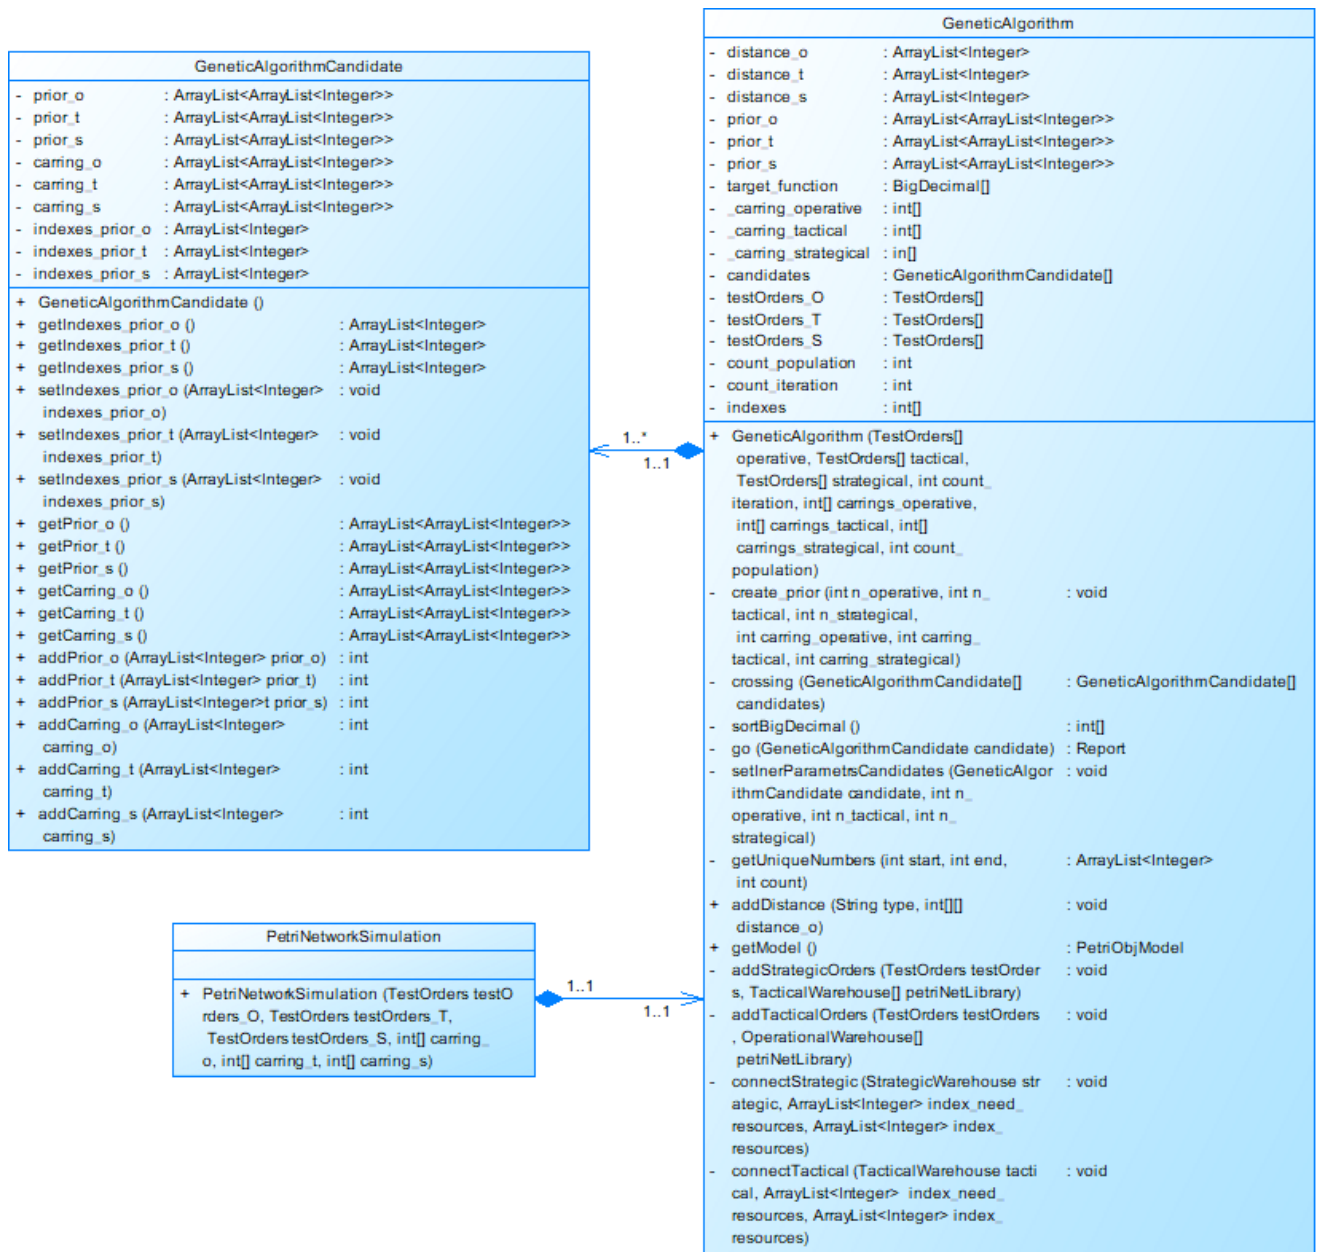 GeneticAlgorithmCandidate
- prior_o : ArrayList<ArrayList<Integer>>
- prior_t : ArrayList<ArrayList<Integer>>
- prior_s : ArrayList<ArrayList<Integer>>
- carring_o : ArrayList<ArrayList<Integer>>
- carring_t : ArrayList<ArrayList<Integer>>
- carring_s : ArrayList<ArrayList<Integer>>
- indexes_prior_o : ArrayList<Integer>
- indexes_prior_t : ArrayList<Integer>
- indexes_prior_s : ArrayList<Integer>
+ GeneticAlgorithmCandidate ()
+ getIndexes_prior_o () : ArrayList<Integer>
+ getIndexes_prior_t () : ArrayList<Integer>
+ getIndexes_prior_s () : ArrayList<Integer>
+ setIndexes_prior_o (ArrayList<Integer> : void
indexes_prior_o)
+ setIndexes_prior_t (ArrayList<Integer> : void
indexes_prior_t)
+ setIndexes_prior_s (ArrayList<Integer> : void
indexes_prior_s)
+ getPrior_o () : ArrayList<ArrayList<Integer>>
+ getPrior_t () : ArrayList<ArrayList<Integer>>
+ getPrior_s () : ArrayList<ArrayList<Integer>>
+ getCarring_o () : ArrayList<ArrayList<Integer>>
+ getCarring_t () : ArrayList<ArrayList<Integer>>
+ getCarring_s () : ArrayList<ArrayList<Integer>>
+ addPrior_o (ArrayList<Integer> prior_o) : int
+ addPrior_t (ArrayList<Integer> prior_t) : int
+ addPrior_s (ArrayList<Integer>t prior_s) : int
+ addCarring_o (ArrayList<Integer> : int
carring_o)
+ addCarring_t (ArrayList<Integer> : int
carring_t)
+ addCarring_s (ArrayList<Integer> : int
carring_s)
1..*
1..1
GeneticAlgorithm
- distance_o : ArrayList<Integer>
- distance_t : ArrayList<Integer>
- distance_s : ArrayList<Integer>
- prior_o : ArrayList<ArrayList<Integer>>
- prior_t : ArrayList<ArrayList<Integer>>
- prior_s : ArrayList<ArrayList<Integer>>
- target_function : BigDecimal[]
- _carring_operative : int[]
- _carring_tactical : int[]
- _carring_strategical : in[]
- candidates : GeneticAlgorithmCandidate[]
- testOrders_O : TestOrders[]
- testOrders_T : TestOrders[]
- testOrders_S : TestOrders[]
- count_population : int
- count_iteration : int
- indexes : int[]
+ GeneticAlgorithm (TestOrders[]
operative, TestOrders[] tactical,
TestOrders[] strategical, int count_
iteration, int[] carrings_operative,
int[] carrings_tactical, int[]
carrings_strategical, int count_
population)
- create_prior (int n_operative, int n_ : void
tactical, int n_strategical,
int carring_operative, int carring_
tactical, int carring_strategical)
- crossing (GeneticAlgorithmCandidate[] : GeneticAlgorithmCandidate[]
candidates)
- sortBigDecimal () : int[]
- go (GeneticAlgorithmCandidate candidate) : Report
- setInerParametrsCandidates (GeneticAlgor : void
ithmCandidate candidate, int n_
operative, int n_tactical, int n_
strategical)
- getUniqueNumbers (int start, int end, : ArrayList<Integer>
int count)
+ addDistance (String type, int[][] : void
distance_o)
+ getModel () : PetriObjModel
- addStrategicOrders (TestOrders testOrder : void
s, TacticalWarehouse[] petriNetLibrary)
- addTacticalOrders (TestOrders testOrders : void
, OperationalWarehouse[]
petriNetLibrary)
- connectStrategic (StrategicWarehouse str : void
ategic, ArrayList<Integer> index_need_
resources, ArrayList<Integer> index_
resources)
- connectTactical (TacticalWarehouse tacti : void
cal, ArrayList<Integer> index_need_
resources, ArrayList<Integer> index_
resources)
PetriNetworkSimulation
+ PetriNetworkSimulation (TestOrders testO
rders_O, TestOrders testOrders_T,
TestOrders testOrders_S, int[] carring_
o, int[] carring_t, int[] carring_s)
1..1
1..1